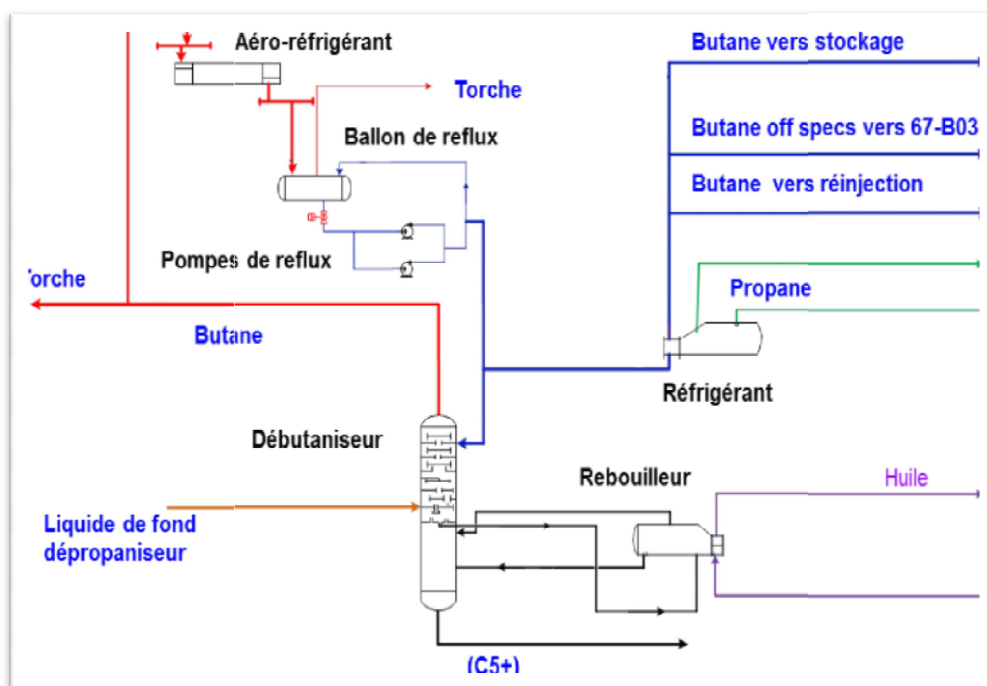 Aéro-réfrigérant
Butane vers stockage
Torche
Ballon de reflux
Butane off specs vers 67-B03
Butane vers réinjection
Pompes de reflux
Torche
Propane
Butane
Réfrigérant
Débutaniseur
Rebouilleur
Huile
Liquide de fond
dépropaniseur
(C5+)